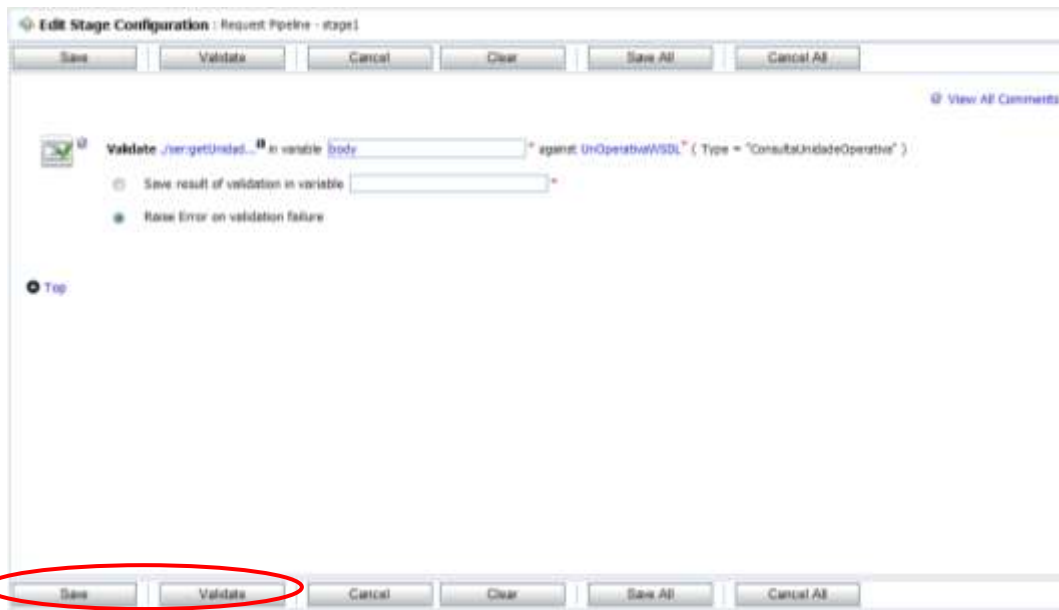 Edit Stage Configuration : Request Pipeline - stage1
Save Validate Cancel Clear Save All Cancel All
View All Comments
Validate ./ser:getUnidad... in variable body * against UnOperativaWSDL* ( Type = "ConsultaUnidadeOperativa" )
Save result of validation in variable *
Raise Error on validation failure
Top
Save Validate Cancel Clear Save All Cancel All